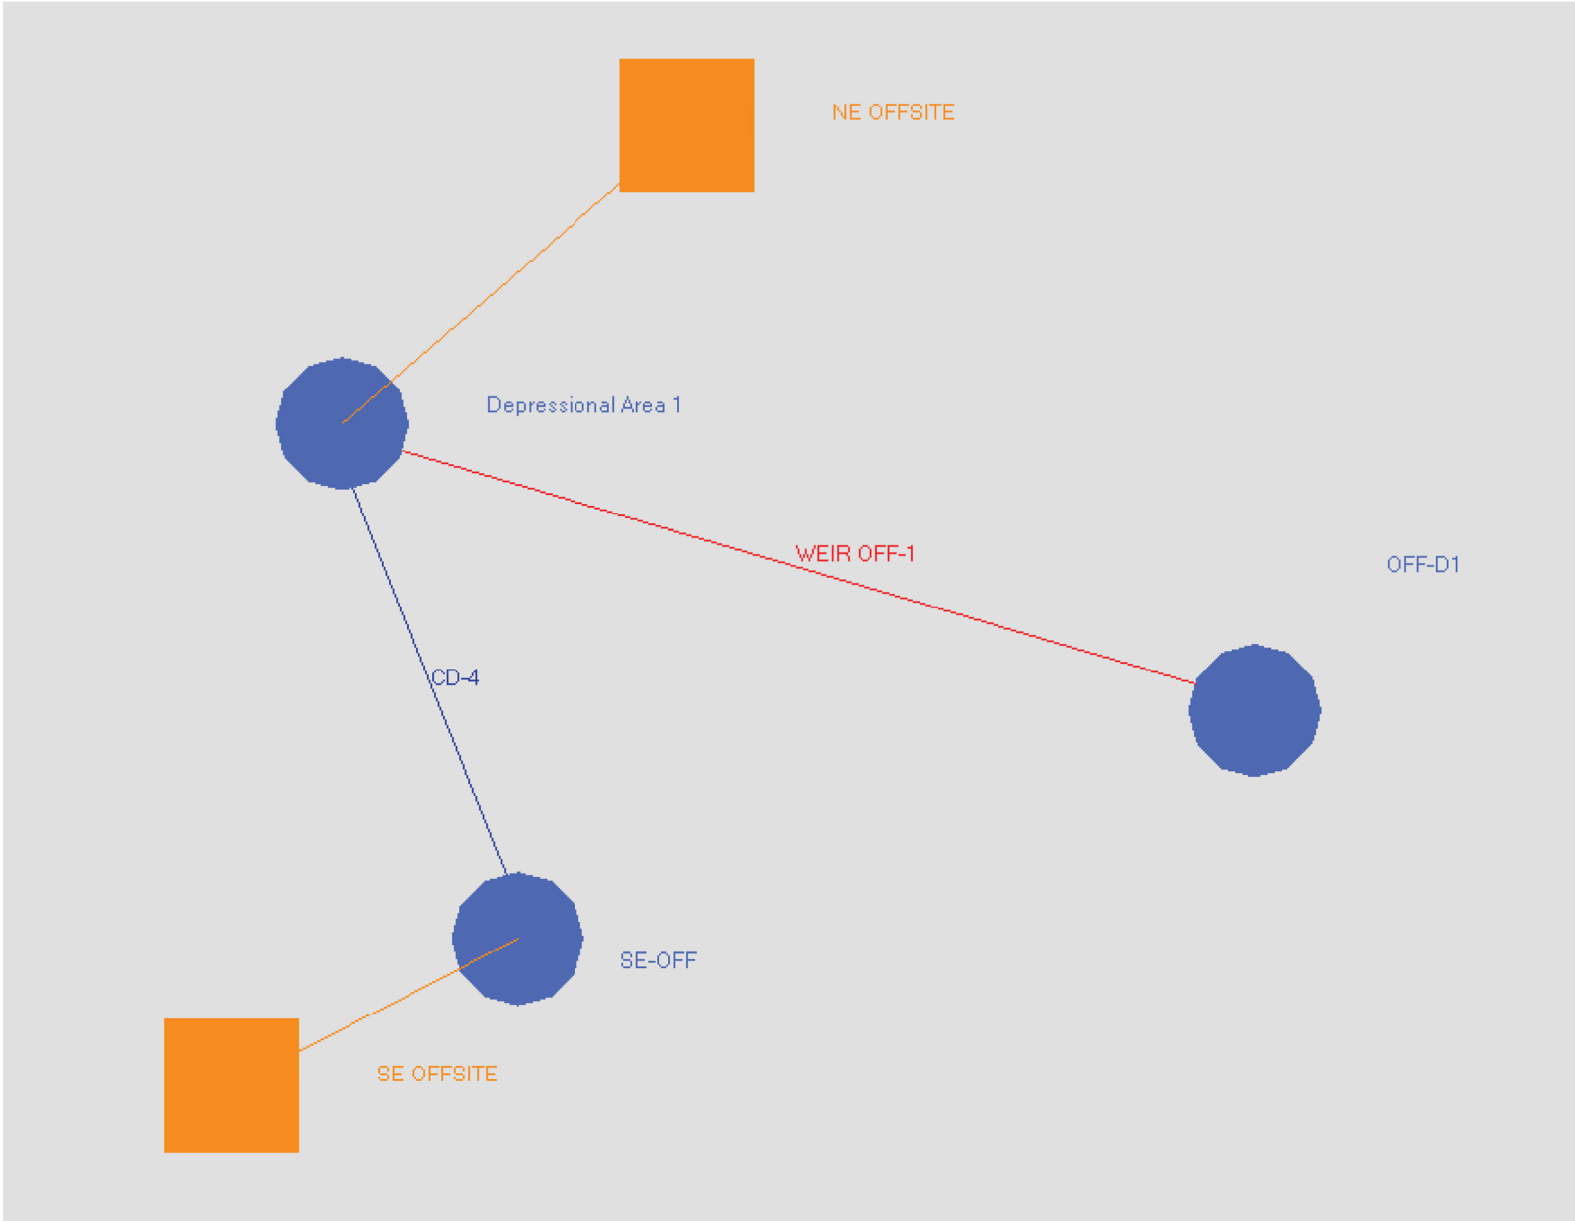 NE OFFSITE
Depressional Area 1
WEIR OFF-1
OFF-D1
CD-4
SE-OFF
SE OFFSITE